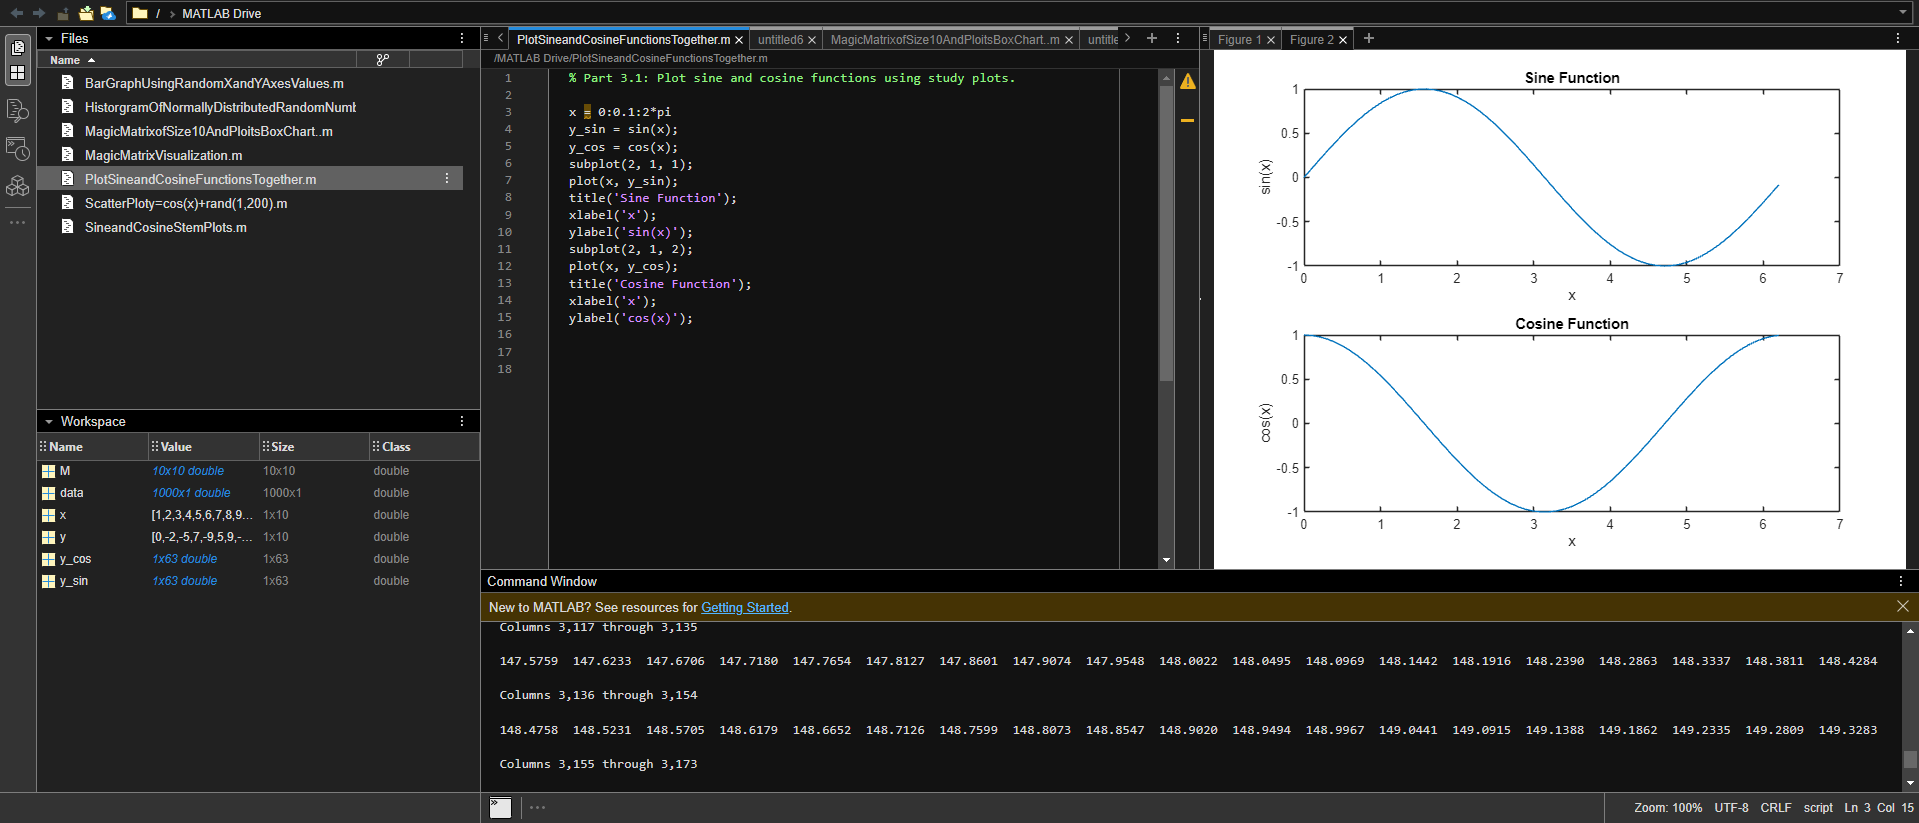 / › MATLAB Drive
Files
Name
BarGraphUsingRandomXandYAxesValues.m
HistorgramOfNormallyDistributedRandomNumb
MagicMatrixofSize10AndPloitsBoxChart..m
MagicMatrixVisualization.m
PlotSineandCosineFunctionsTogether.m
ScatterPloty=cos(x)+rand(1,200).m
SineandCosineStemPlots.m
Workspace
Name Value Size Class
M 10x10 double 10x10 double
data 1000x1 double 1000x1 double
x [1,2,3,4,5,6,7,8,9... 1x10 double
y [0,-2,-5,7,-9,5,9,-... 1x10 double
y_cos 1x63 double 1x63 double
y_sin 1x63 double 1x63 double
PlotSineandCosineFunctionsTogether.m untitled6 MagicMatrixofSize10AndPloitsBoxChart..m untitle
/MATLAB Drive/PlotSineandCosineFunctionsTogether.m
1 % Part 3.1: Plot sine and cosine functions using study plots.
2
3 x = 0:0.1:2*pi
4 y_sin = sin(x);
5 y_cos = cos(x);
6 subplot(2, 1, 1);
7 plot(x, y_sin);
8 title('Sine Function');
9 xlabel('x');
10 ylabel('sin(x)');
11 subplot(2, 1, 2);
12 plot(x, y_cos);
13 title('Cosine Function');
14 xlabel('x');
15 ylabel('cos(x)');
16
17
18
Figure 1 Figure 2
Sine Function
1
0.5
0
-0.5
-1
sin(x)
0 1 2 3 4 5 6 7
x
Cosine Function
1
0.5
0
-0.5
-1
cos(x)
0 1 2 3 4 5 6 7
x
Command Window
New to MATLAB? See resources for Getting Started.
Columns 3,117 through 3,135
147.5759 147.6233 147.6706 147.7180 147.7654 147.8127 147.8601 147.9074 147.9548 148.0022 148.0495 148.0969 148.1442 148.1916 148.2390 148.2863 148.3337 148.3811 148.4284
Columns 3,136 through 3,154
148.4758 148.5231 148.5705 148.6179 148.6652 148.7126 148.7599 148.8073 148.8547 148.9020 148.9494 148.9967 149.0441 149.0915 149.1388 149.1862 149.2335 149.2809 149.3283
Columns 3,155 through 3,173
Zoom: 100% UTF-8 CRLF script Ln 3 Col 15